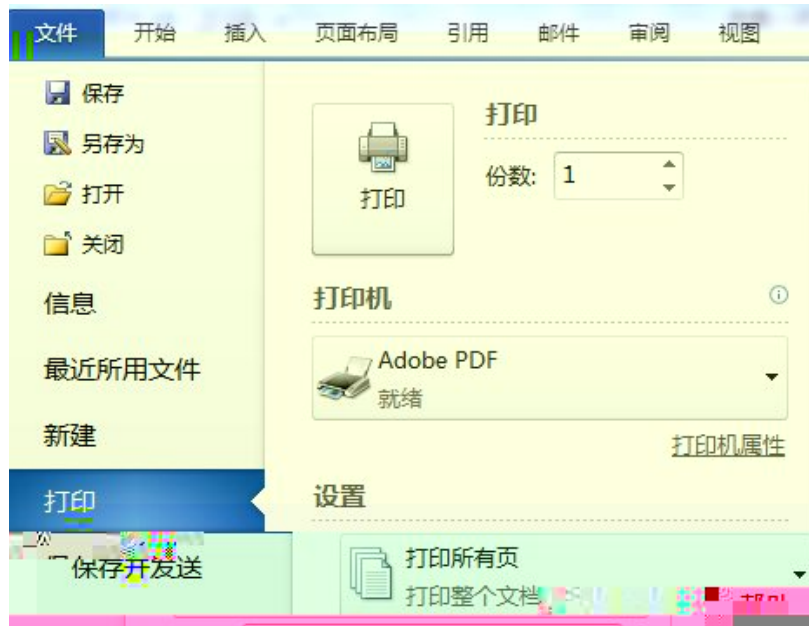 文件 开始 插入 页面布局 引用 邮件 审阅 视图
保存
另存为
打开
关闭
信息
最近所用文件
新建
打印
保存并发送
打印
打印
份数: 1
打印机
Adobe PDF
就绪
打印机属性
设置
打印所有页
打印整个文档